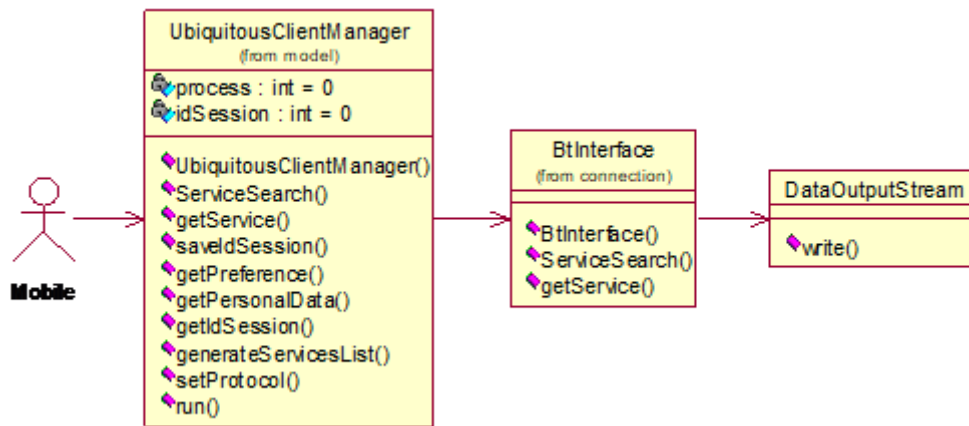 UbiquitousClientManager
(from model)
process : int = 0
idSession : int = 0
UbiquitousClientManager()
ServiceSearch()
getService()
saveIdSession()
getPreference()
getPersonalData()
getIdSession()
generateServicesList()
setProtocol()
run()
Mobile
BtInterface
(from connection)
BtInterface()
ServiceSearch()
getService()
DataOutputStream
write()